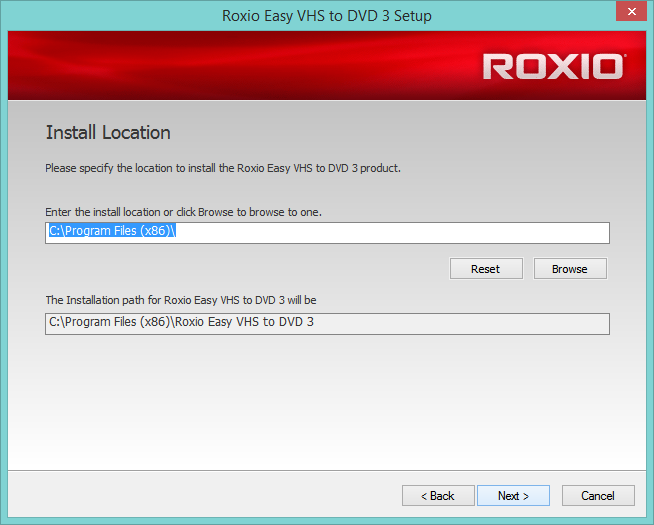 Roxio Easy VHS to DVD 3 Setup
ROXIO
Install Location
Please specify the location to install the Roxio Easy VHS to DVD 3 product.
Enter the install location or click Browse to browse to one.
C:\Program Files (x86)\
Reset
Browse
The Installation path for Roxio Easy VHS to DVD 3 will be
C:\Program Files (x86)\Roxio Easy VHS to DVD 3
< Back
Next >
Cancel